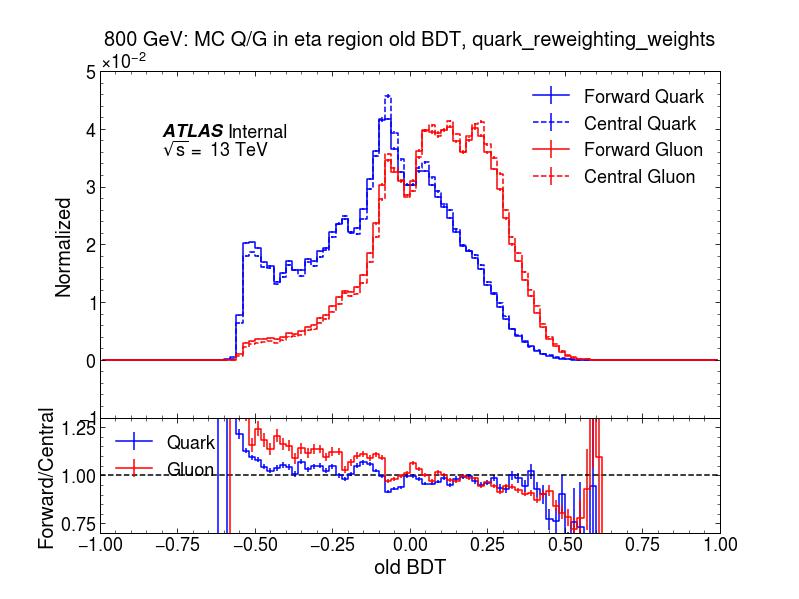 800 GeV: MC Q/G in eta region old BDT, quark_reweighting_weights
×10⁻²
5
4
3
2
1
0
−1
Normalized
ATLAS Internal
√s = 13 TeV
Forward Quark
Central Quark
Forward Gluon
Central Gluon
1.25
1.00
0.75
Forward/Central
Quark
Gluon
−1.00 −0.75 −0.50 −0.25 0.00 0.25 0.50 0.75 1.00
old BDT